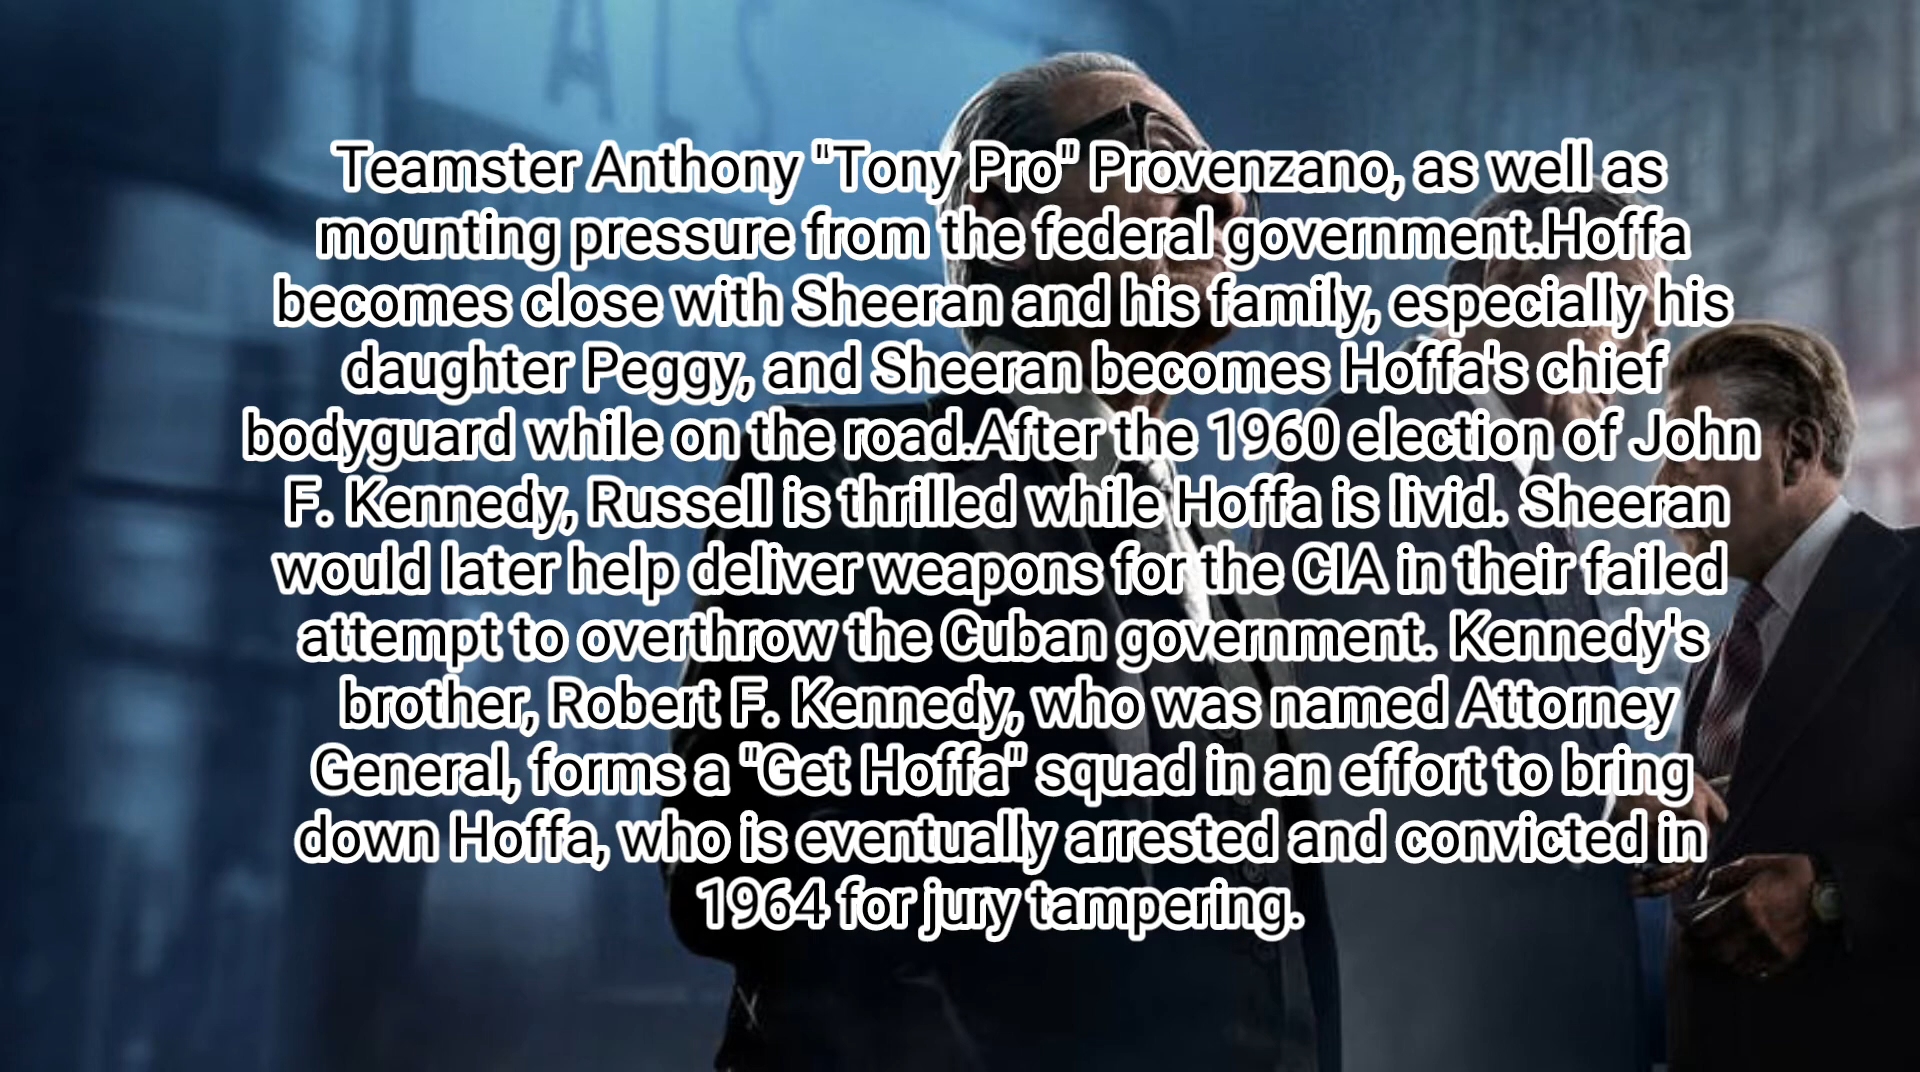 Teamster Anthony "Tony Pro" Provenzano, as well as
mounting pressure from the federal government.Hoffa
becomes close with Sheeran and his family, especially his
daughter Peggy, and Sheeran becomes Hoffa's chief
bodyguard while on the road.After the 1960 election of John
F. Kennedy, Russell is thrilled while Hoffa is livid. Sheeran
would later help deliver weapons for the CIA in their failed
attempt to overthrow the Cuban government. Kennedy's
brother, Robert F. Kennedy, who was named Attorney
General, forms a "Get Hoffa" squad in an effort to bring
down Hoffa, who is eventually arrested and convicted in
1964 for jury tampering.